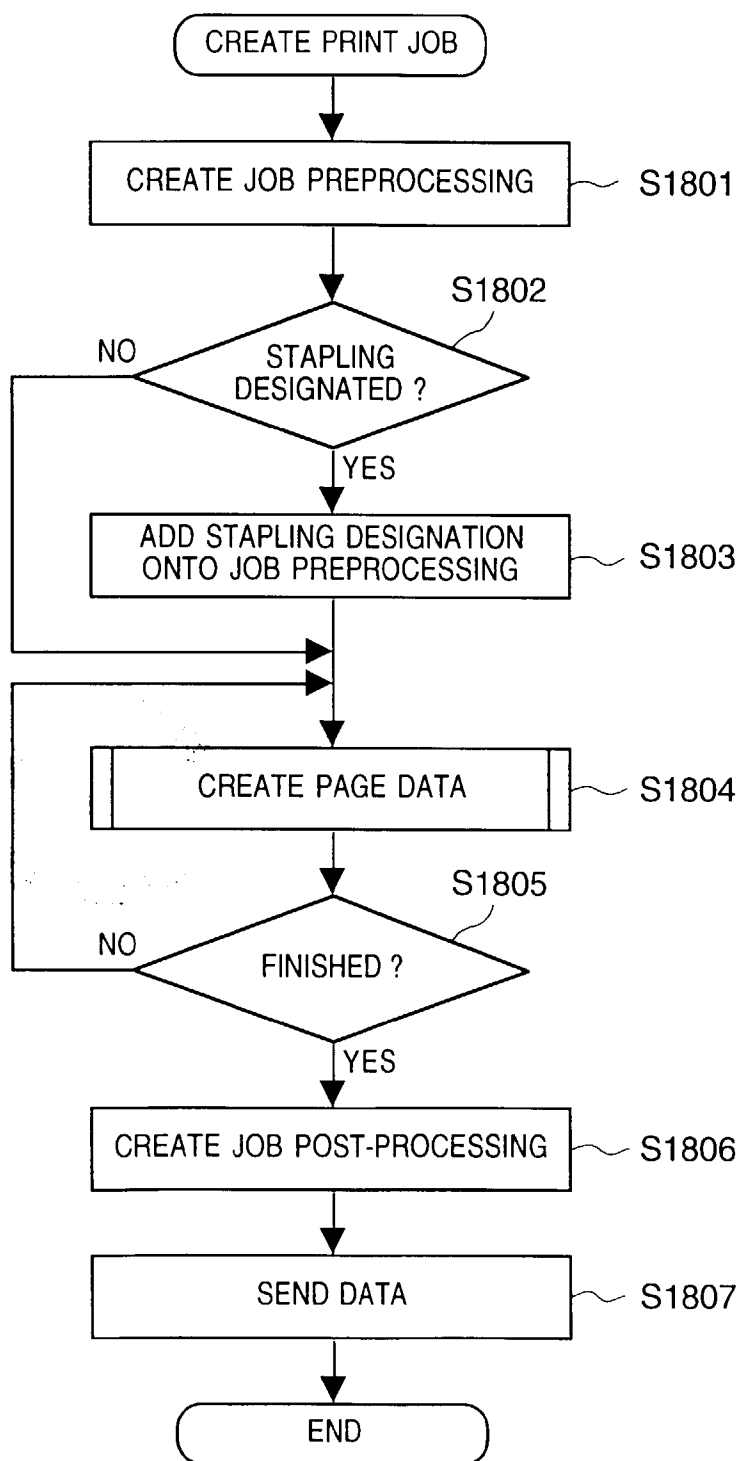 CREATE PRINT JOB
CREATE JOB PREPROCESSING
S1801
S1802
NO
STAPLING
DESIGNATED ?
YES
ADD STAPLING DESIGNATION
ONTO JOB PREPROCESSING
S1803
CREATE PAGE DATA
S1804
S1805
NO
FINISHED ?
YES
CREATE JOB POST-PROCESSING
S1806
SEND DATA
S1807
END